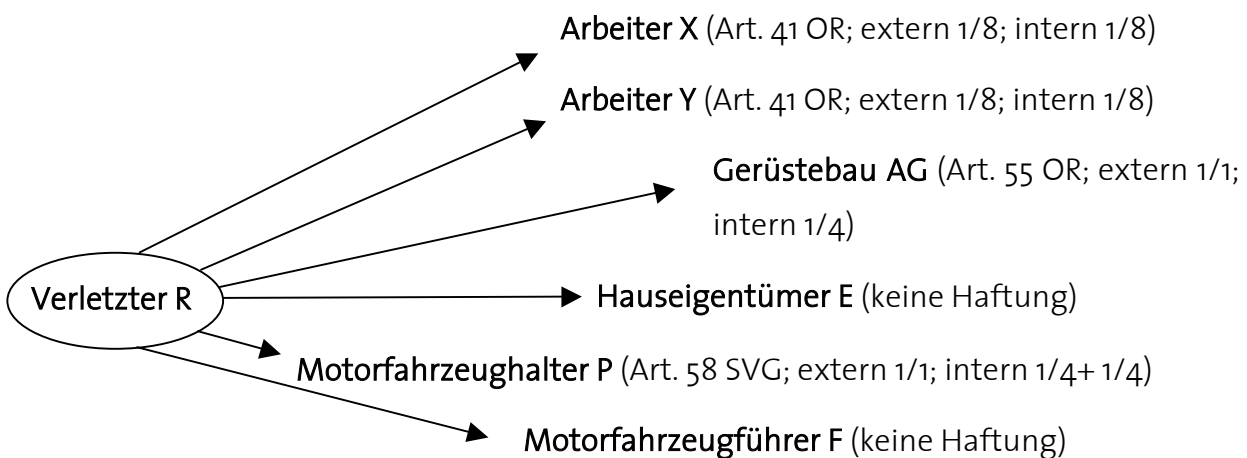 Arbeiter X (Art. 41 OR; extern 1/8; intern 1/8)
Arbeiter Y (Art. 41 OR; extern 1/8; intern 1/8)
Gerüstebau AG (Art. 55 OR; extern 1/1;
intern 1/4)
Verletzter R
Hauseigentümer E (keine Haftung)
Motorfahrzeughalter P (Art. 58 SVG; extern 1/1; intern 1/4+ 1/4)
Motorfahrzeugführer F (keine Haftung)